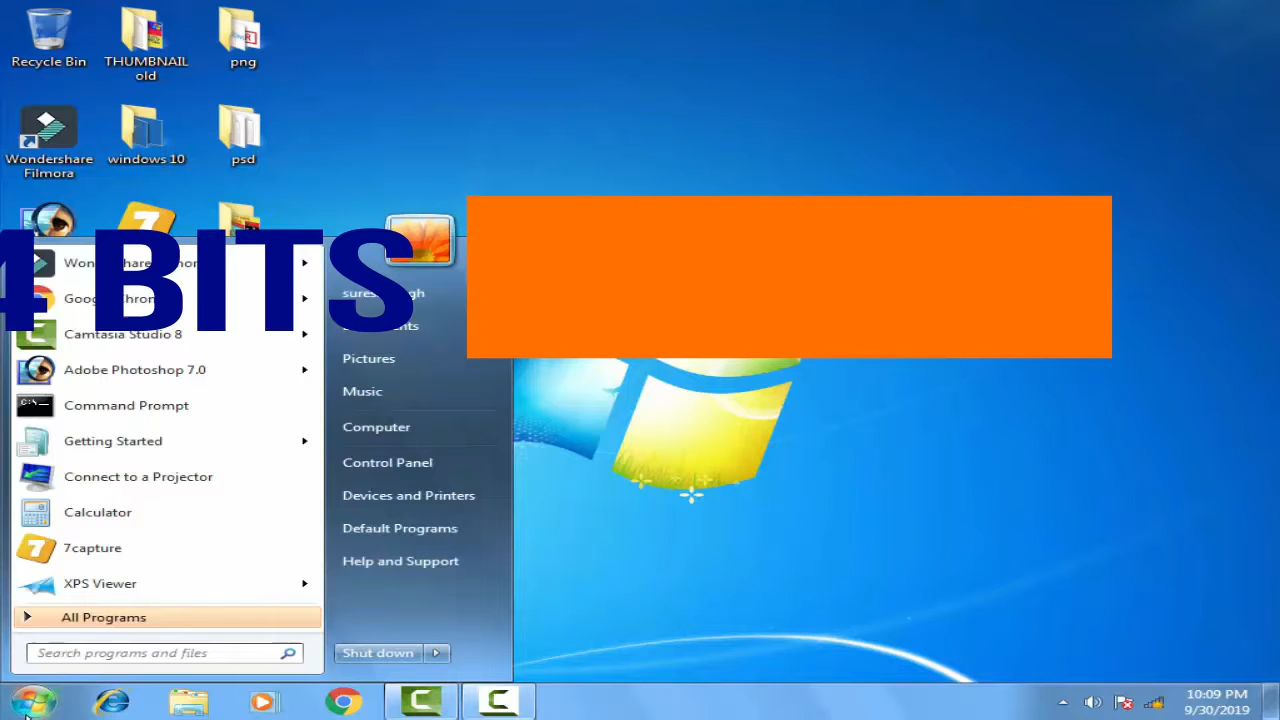 Recycle Bin
THUMBNAIL
old
png
Wondershare
Filmora
windows 10
psd
4 BITS
Camtasia Studio 8
Adobe Photoshop 7.0
Command Prompt
Getting Started
Connect to a Projector
Calculator
7capture
XPS Viewer
All Programs
Search programs and files
Pictures
Music
Computer
Control Panel
Devices and Printers
Default Programs
Help and Support
Shut down
10:09 PM
9/30/2019